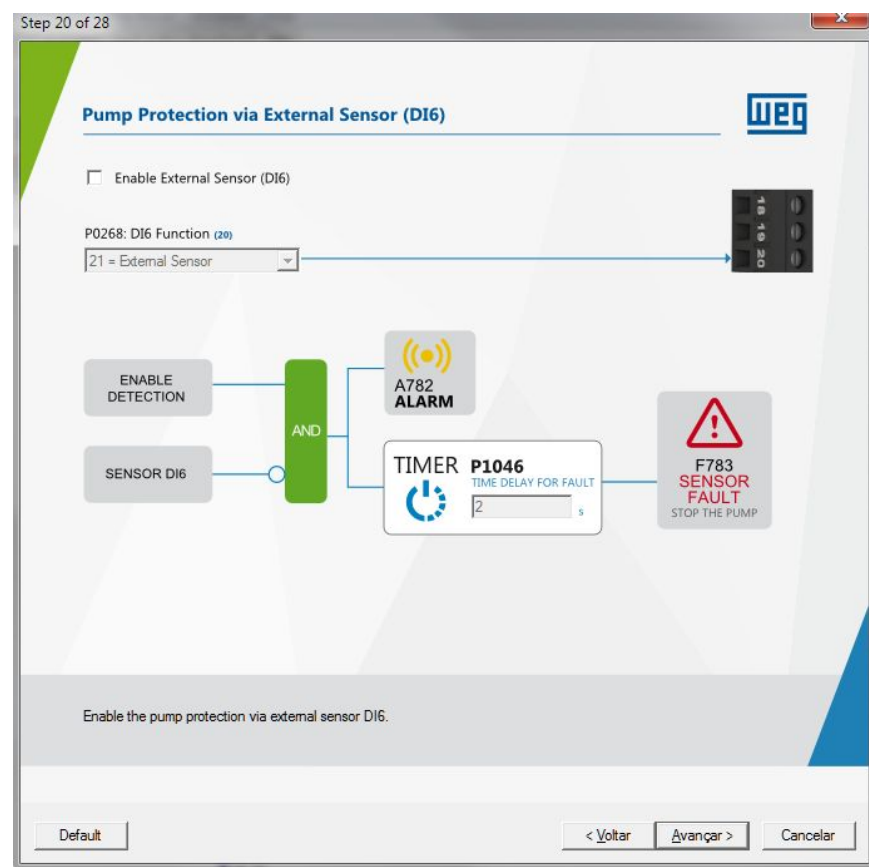 Step 20 of 28
x
Pump Protection via External Sensor (DI6)
weg
Enable External Sensor (DI6)
18
19
20
P0268: DI6 Function (20)
21 = External Sensor
ENABLE
DETECTION
SENSOR DI6
AND
A782
ALARM
TIMER
P1046
TIME DELAY FOR FAULT
2
s
F783
SENSOR
FAULT
STOP THE PUMP
Enable the pump protection via external sensor DI6.
Default
< Voltar
Avançar >
Cancelar